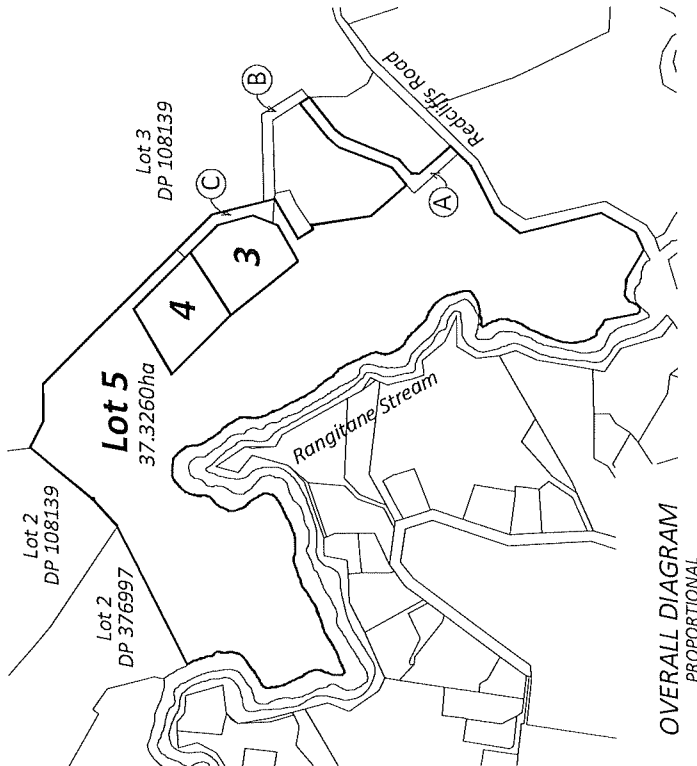 Lot 2
DP 108139
Lot 2
DP 376997
Lot 5
37.3260ha
4
3
Lot 3
DP 108139
C
B
A
Redcliffs Road
Rangitane Stream
OVERALL DIAGRAM
PROPORTIONAL